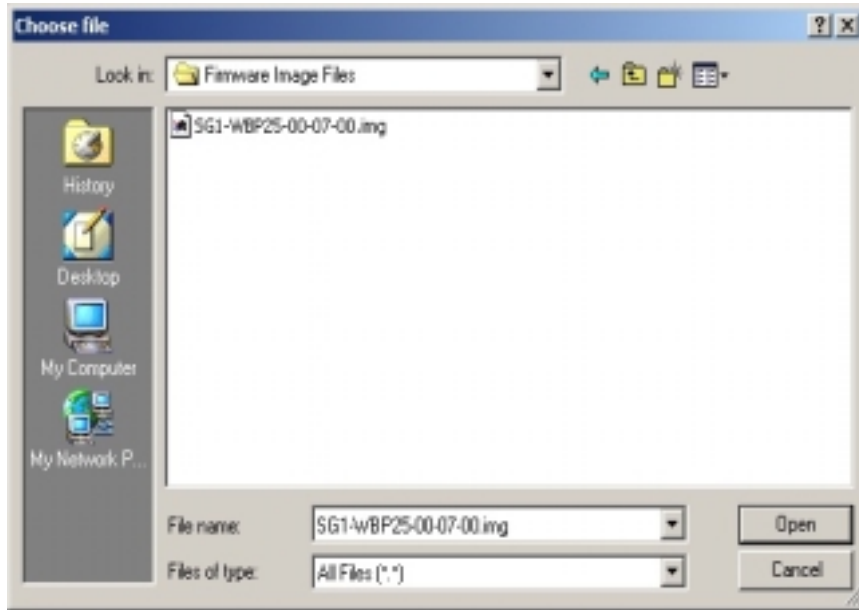 Choose file
Look in:
Firmware Image Files
SG1-WBP25-00-07-00.img
History
Desktop
My Computer
My Network P...
File name:
SG1-WBP25-00-07-00.img
Open
Files of type:
All Files (*.*)
Cancel